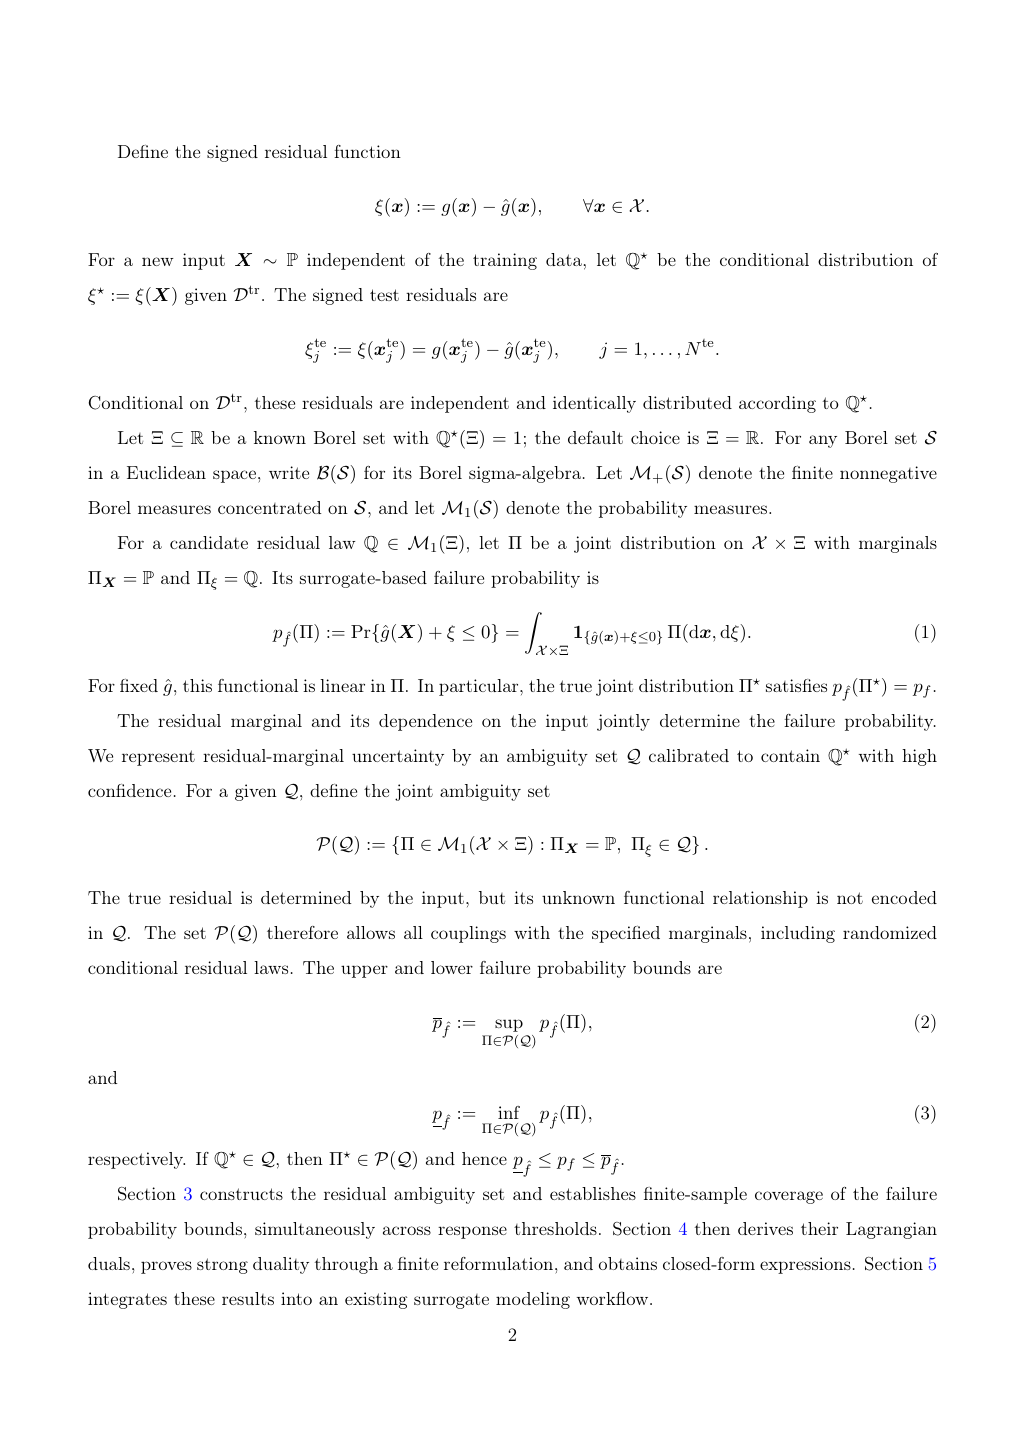 Define the signed residual function
ξ(𝒙) := g(𝒙) − ĝ(𝒙), ∀𝒙 ∈ 𝒳.
For a new input 𝑿 ∼ ℙ independent of the training data, let ℚ⋆ be the conditional distribution of
ξ⋆ := ξ(𝑿) given 𝒟ᵗʳ. The signed test residuals are
ξⱼᵗᵉ := ξ(𝒙ⱼᵗᵉ) = g(𝒙ⱼᵗᵉ) − ĝ(𝒙ⱼᵗᵉ), j = 1, . . . , Nᵗᵉ.
Conditional on 𝒟ᵗʳ, these residuals are independent and identically distributed according to ℚ⋆.
Let Ξ ⊆ ℝ be a known Borel set with ℚ⋆(Ξ) = 1; the default choice is Ξ = ℝ. For any Borel set 𝒮
in a Euclidean space, write ℬ(𝒮) for its Borel sigma-algebra. Let ℳ₊(𝒮) denote the finite nonnegative
Borel measures concentrated on 𝒮, and let ℳ₁(𝒮) denote the probability measures.
For a candidate residual law ℚ ∈ ℳ₁(Ξ), let Π be a joint distribution on 𝒳 × Ξ with marginals
Π_𝑿 = ℙ and Π_ξ = ℚ. Its surrogate-based failure probability is
p_f̂(Π) := Pr{ĝ(𝑿) + ξ ≤ 0} = ∫_{𝒳×Ξ} 𝟏_{{ĝ(𝒙)+ξ≤0}} Π(d𝒙, dξ). (1)
For fixed ĝ, this functional is linear in Π. In particular, the true joint distribution Π⋆ satisfies p_f̂(Π⋆) = p_f.
The residual marginal and its dependence on the input jointly determine the failure probability.
We represent residual-marginal uncertainty by an ambiguity set 𝒬 calibrated to contain ℚ⋆ with high
confidence. For a given 𝒬, define the joint ambiguity set
𝒫(𝒬) := {Π ∈ ℳ₁(𝒳 × Ξ) : Π_𝑿 = ℙ, Π_ξ ∈ 𝒬} .
The true residual is determined by the input, but its unknown functional relationship is not encoded
in 𝒬. The set 𝒫(𝒬) therefore allows all couplings with the specified marginals, including randomized
conditional residual laws. The upper and lower failure probability bounds are
p̅_f̂ := sup_{Π∈𝒫(𝒬)} p_f̂(Π), (2)
and
p̲_f̂ := inf_{Π∈𝒫(𝒬)} p_f̂(Π), (3)
respectively. If ℚ⋆ ∈ 𝒬, then Π⋆ ∈ 𝒫(𝒬) and hence p̲_f̂ ≤ p_f ≤ p̅_f̂.
Section 3 constructs the residual ambiguity set and establishes finite-sample coverage of the failure
probability bounds, simultaneously across response thresholds. Section 4 then derives their Lagrangian
duals, proves strong duality through a finite reformulation, and obtains closed-form expressions. Section 5
integrates these results into an existing surrogate modeling workflow.
2